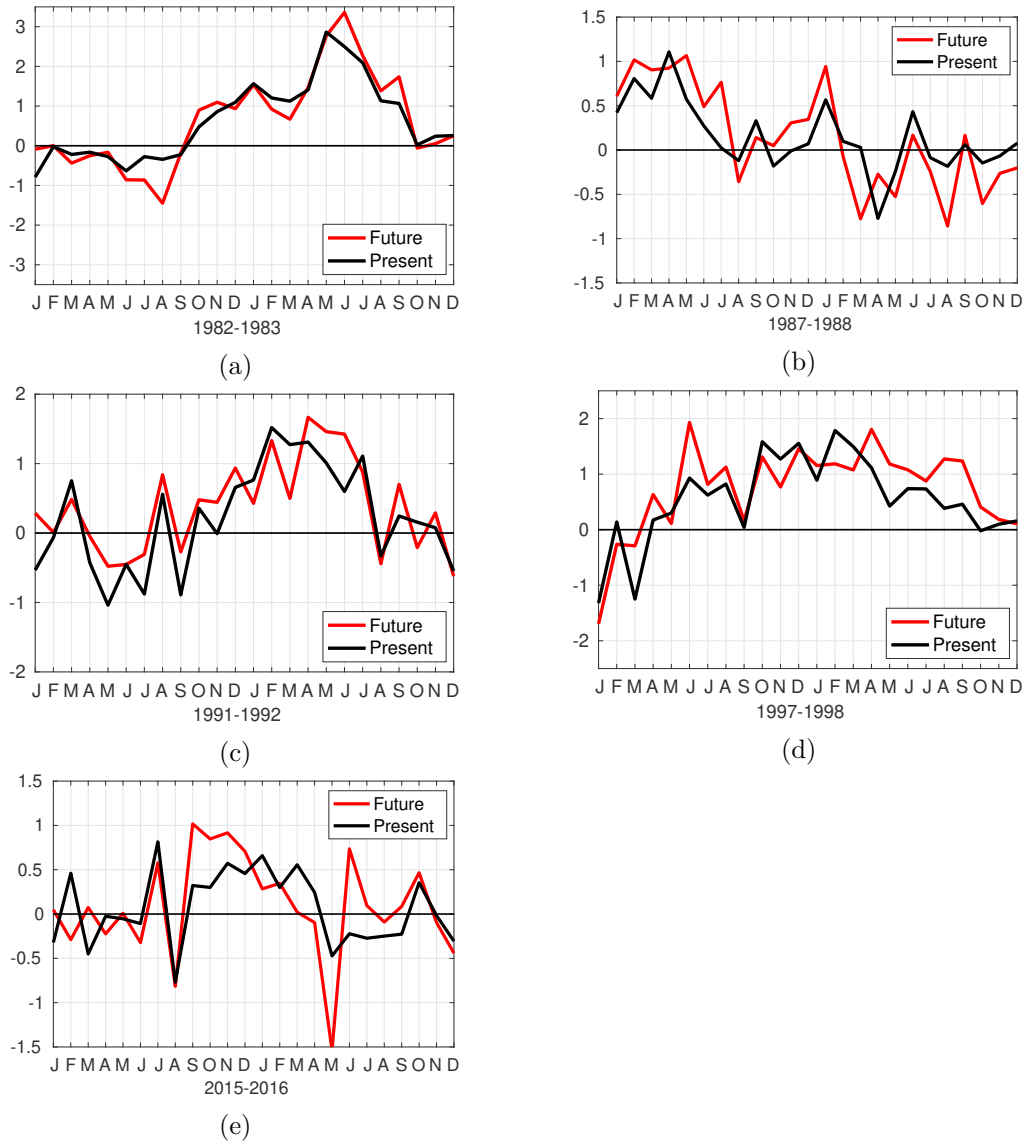 3
2
1
0
-1
-2
-3
Future
Present
J F M A M J J A S O N D J F M A M J J A S O N D
1982-1983
(a)
1.5
1
0.5
0
-0.5
-1
-1.5
Future
Present
J F M A M J J A S O N D J F M A M J J A S O N D
1987-1988
(b)
2
1
0
-1
-2
Future
Present
J F M A M J J A S O N D J F M A M J J A S O N D
1991-1992
(c)
2
1
0
-1
-2
Future
Present
J F M A M J J A S O N D J F M A M J J A S O N D
1997-1998
(d)
1.5
1
0.5
0
-0.5
-1
-1.5
Future
Present
J F M A M J J A S O N D J F M A M J J A S O N D
2015-2016
(e)